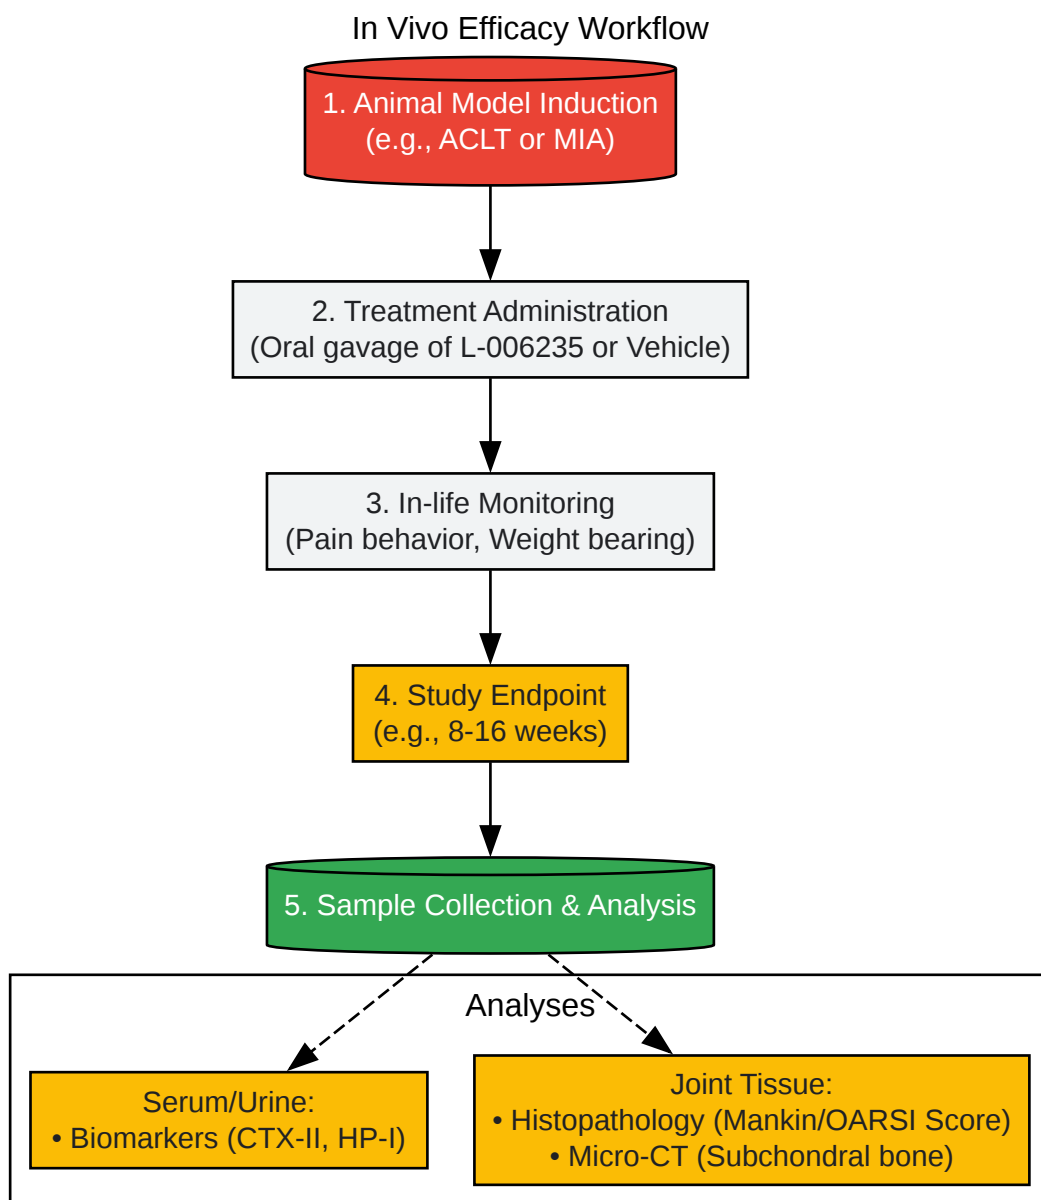 In Vivo Efficacy Workflow
1. Animal Model Induction
(e.g., ACLT or MIA)
2. Treatment Administration
(Oral gavage of L-006235 or Vehicle)
3. In-life Monitoring
(Pain behavior, Weight bearing)
4. Study Endpoint
(e.g., 8-16 weeks)
5. Sample Collection & Analysis
Analyses
Serum/Urine:
• Biomarkers (CTX-II, HP-I)
Joint Tissue:
• Histopathology (Mankin/OARSI Score)
• Micro-CT (Subchondral bone)